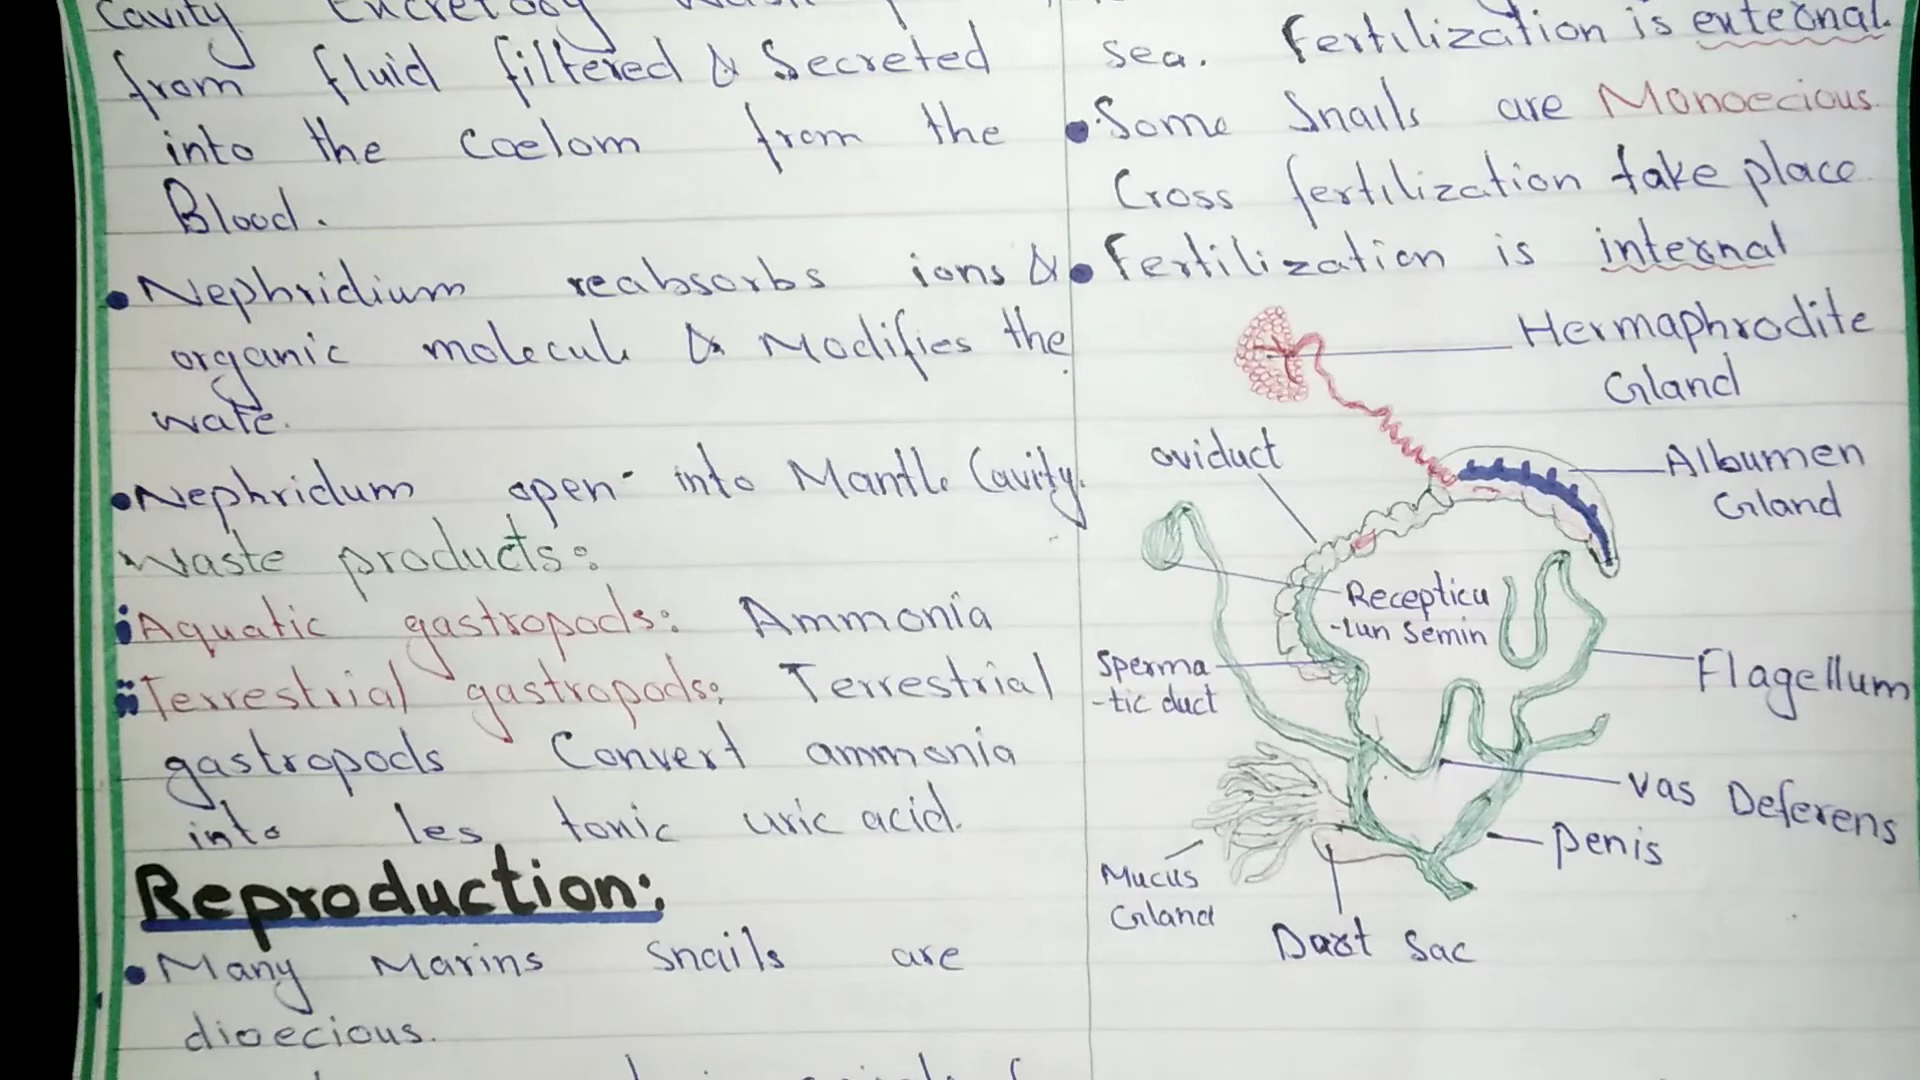 Cavity Excretory
from fluid filtered & Secreted
into the Coelom from the
Blood.
• Nephridium reabsorbs ions &
organic molecule & Modifies the
wate.
• Nephridum open into Mantle Cavity.
Waste products:
i Aquatic gastropods: Ammonia
ii Terrestrial gastropods: Terrestrial
gastropods Convert ammonia
into les toxic uric acid.
Reproduction:
• Many Marins Snails are
dioecious.
sea. Fertilization is external.
• Some Snails are Monoecious
Cross fertilization take place
• Fertilization is internal
Hermaphrodite
Gland
oviduct
Albumen
Gland
Recepticu
-lun Semin
Sperma
-tic duct
Flagellum
Vas Deferens
Penis
Mucus
Gland
Dart Sac